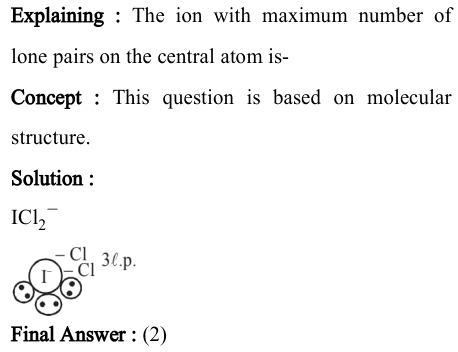 Explaining : The ion with maximum number of
lone pairs on the central atom is-
Concept : This question is based on molecular
structure.
Solution :
ICl₂⁻
– Cl 3ℓ.p.
I⁻ – Cl
Final Answer : (2)